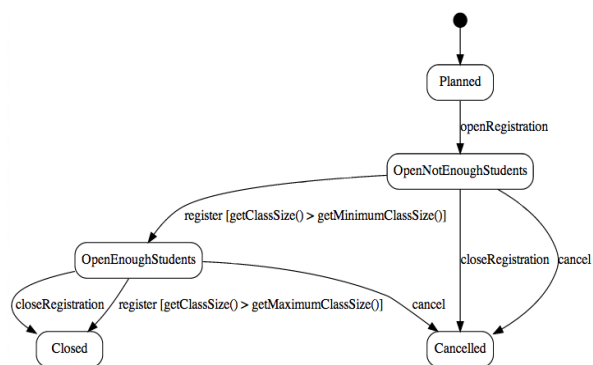 Planned
openRegistration
OpenNotEnoughStudents
register [getClassSize() > getMinimumClassSize()]
OpenEnoughStudents
closeRegistration
cancel
closeRegistration
register [getClassSize() > getMaximumClassSize()]
cancel
Closed
Cancelled